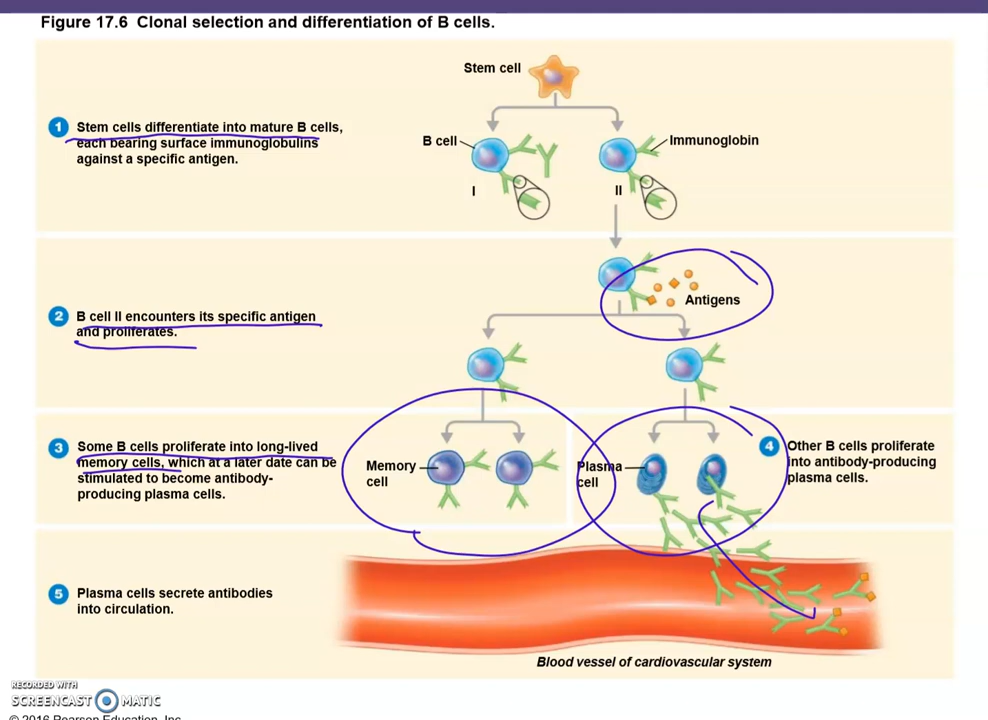 Figure 17.6 Clonal selection and differentiation of B cells.
Stem cell
1 Stem cells differentiate into mature B cells,
each bearing surface immunoglobulins
against a specific antigen.
B cell
Immunoglobin
I
II
2 B cell II encounters its specific antigen
and proliferates.
Antigens
3 Some B cells proliferate into long-lived
memory cells, which at a later date can be
stimulated to become antibody-
producing plasma cells.
Memory
cell
Plasma
cell
4 Other B cells proliferate
into antibody-producing
plasma cells.
5 Plasma cells secrete antibodies
into circulation.
Blood vessel of cardiovascular system
RECORDED WITH
SCREENCAST MATIC
© 2016 Pearson Education, Inc.